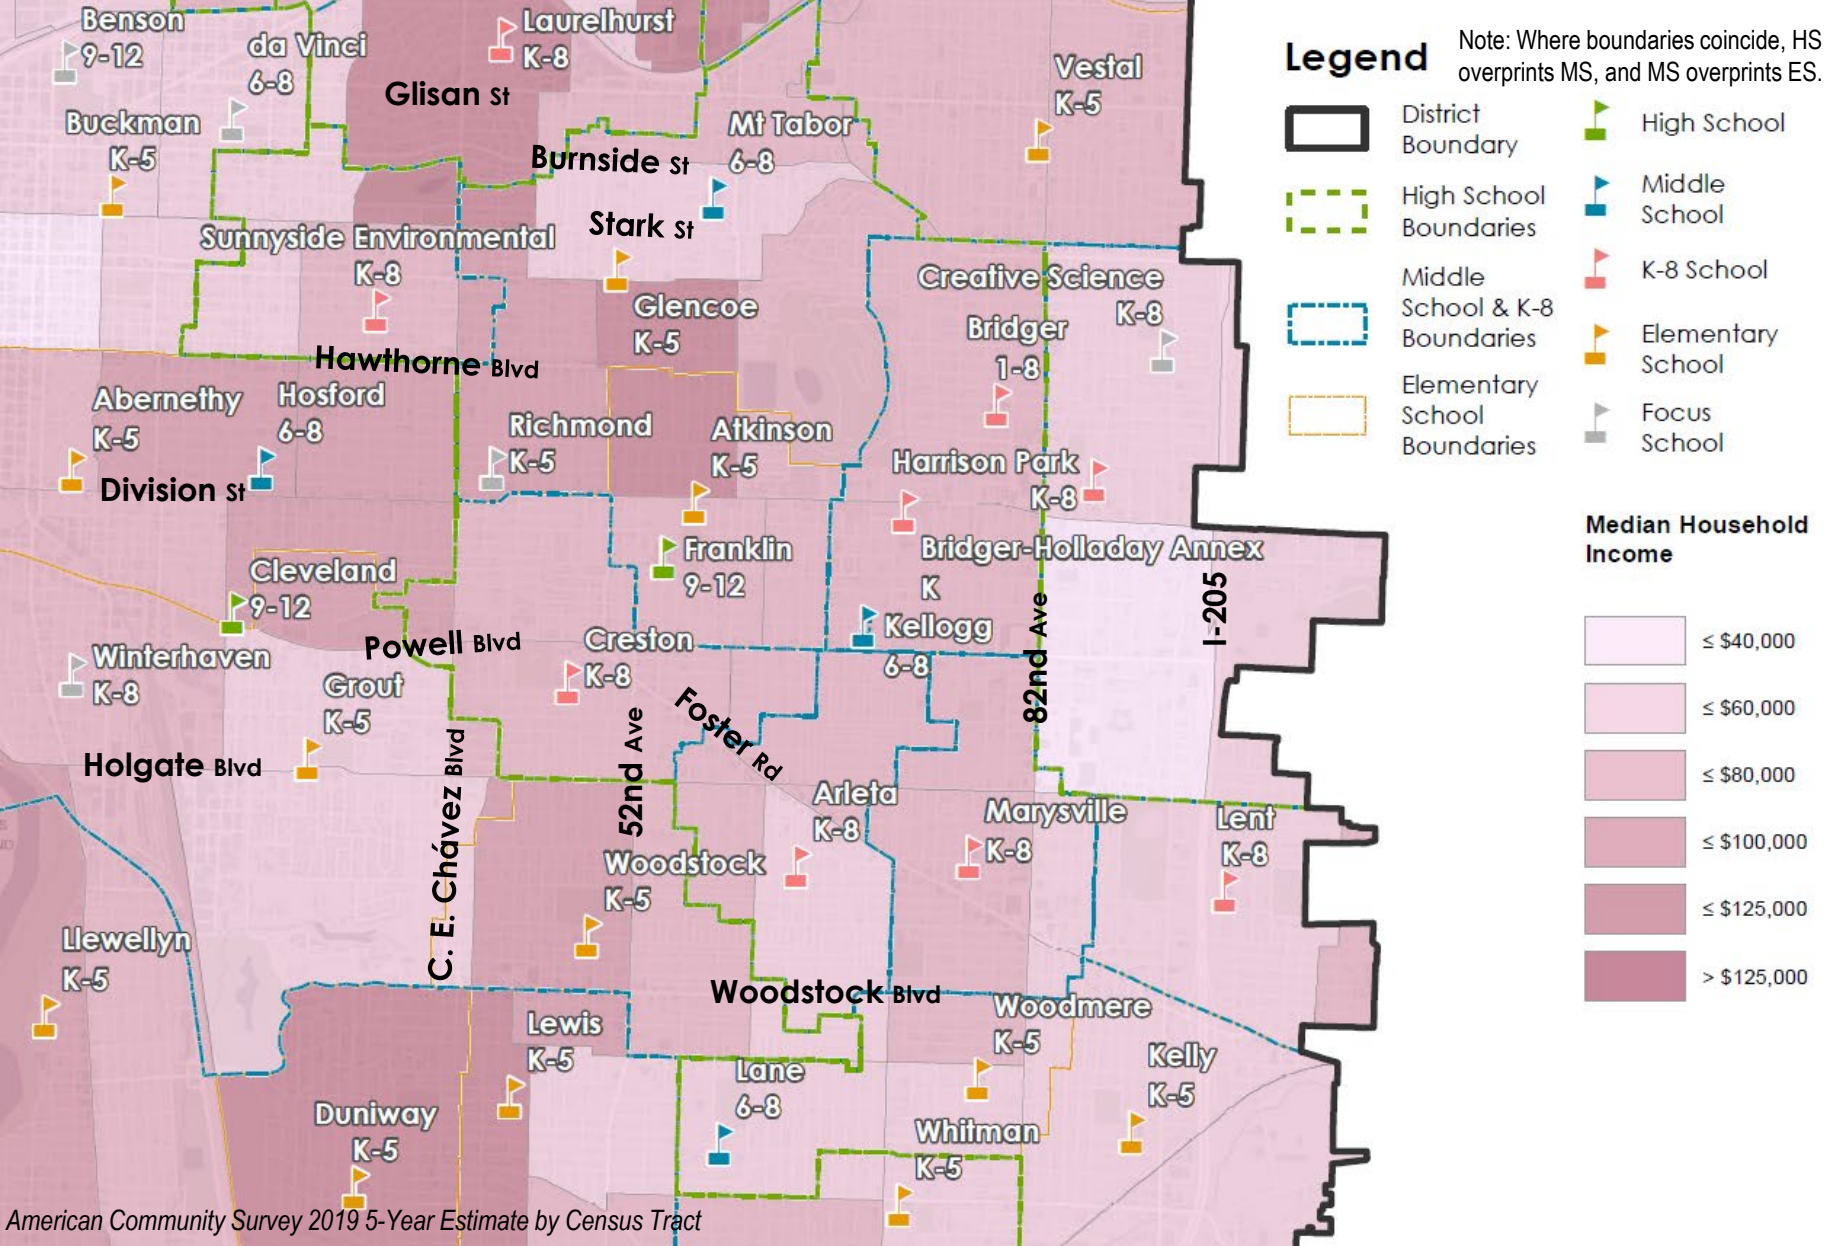 Benson
9-12
da Vinci
6-8
Laurelhurst
K-8
Glisan St
Vestal
K-5
Buckman
K-5
Mt Tabor
6-8
Burnside St
Stark St
Sunnyside Environmental
K-8
Glencoe
K-5
Creative Science
K-8
Bridger
1-8
Hawthorne Blvd
Abernethy
K-5
Hosford
6-8
Richmond
K-5
Atkinson
K-5
Harrison Park
K-8
Division St
Franklin
9-12
Bridger-Holladay Annex
K
Cleveland
9-12
I-205
82nd Ave
Kellogg
6-8
Powell Blvd
Creston
K-8
Winterhaven
K-8
Grout
K-5
Foster Rd
52nd Ave
C. E. Chávez Blvd
Holgate Blvd
Arleta
K-8
Marysville
K-8
Lent
K-8
Woodstock
K-5
Llewellyn
K-5
Woodstock Blvd
Woodmere
K-5
Lewis
K-5
Kelly
K-5
Lane
6-8
Duniway
K-5
Whitman
K-5
American Community Survey 2019 5-Year Estimate by Census Tract
Legend
Note: Where boundaries coincide, HS
overprints MS, and MS overprints ES.
District
Boundary
High School
Boundaries
Middle
School & K-8
Boundaries
Elementary
School
Boundaries
High School
Middle
School
K-8 School
Elementary
School
Focus
School
Median Household
Income
≤ $40,000
≤ $60,000
≤ $80,000
≤ $100,000
≤ $125,000
> $125,000